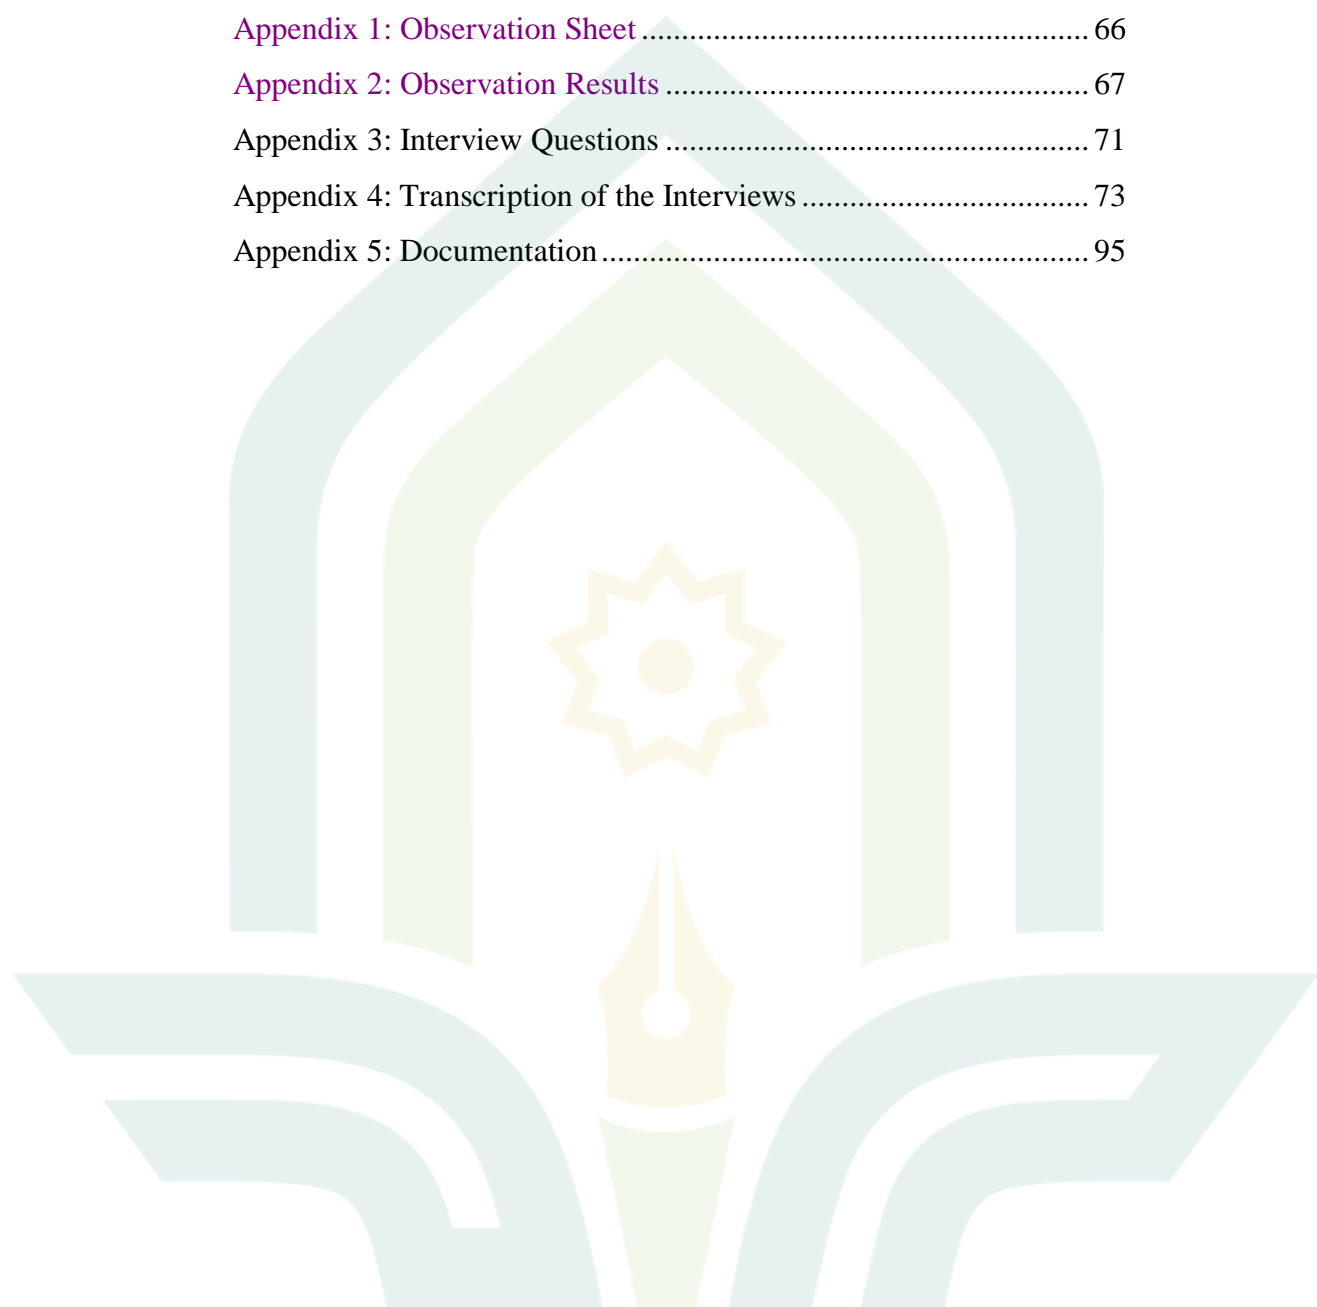 Appendix 1: Observation Sheet ........................................................ 66
Appendix 2: Observation Results ..................................................... 67
Appendix 3: Interview Questions ..................................................... 71
Appendix 4: Transcription of the Interviews .................................... 73
Appendix 5: Documentation ............................................................. 95